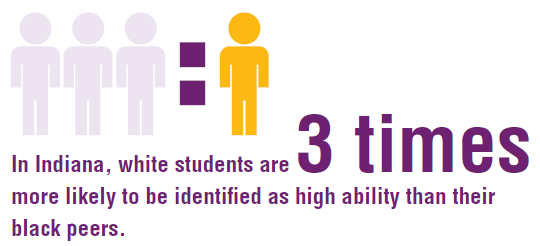 In Indiana, white students are 3 times
more likely to be identified as high ability than their
black peers.